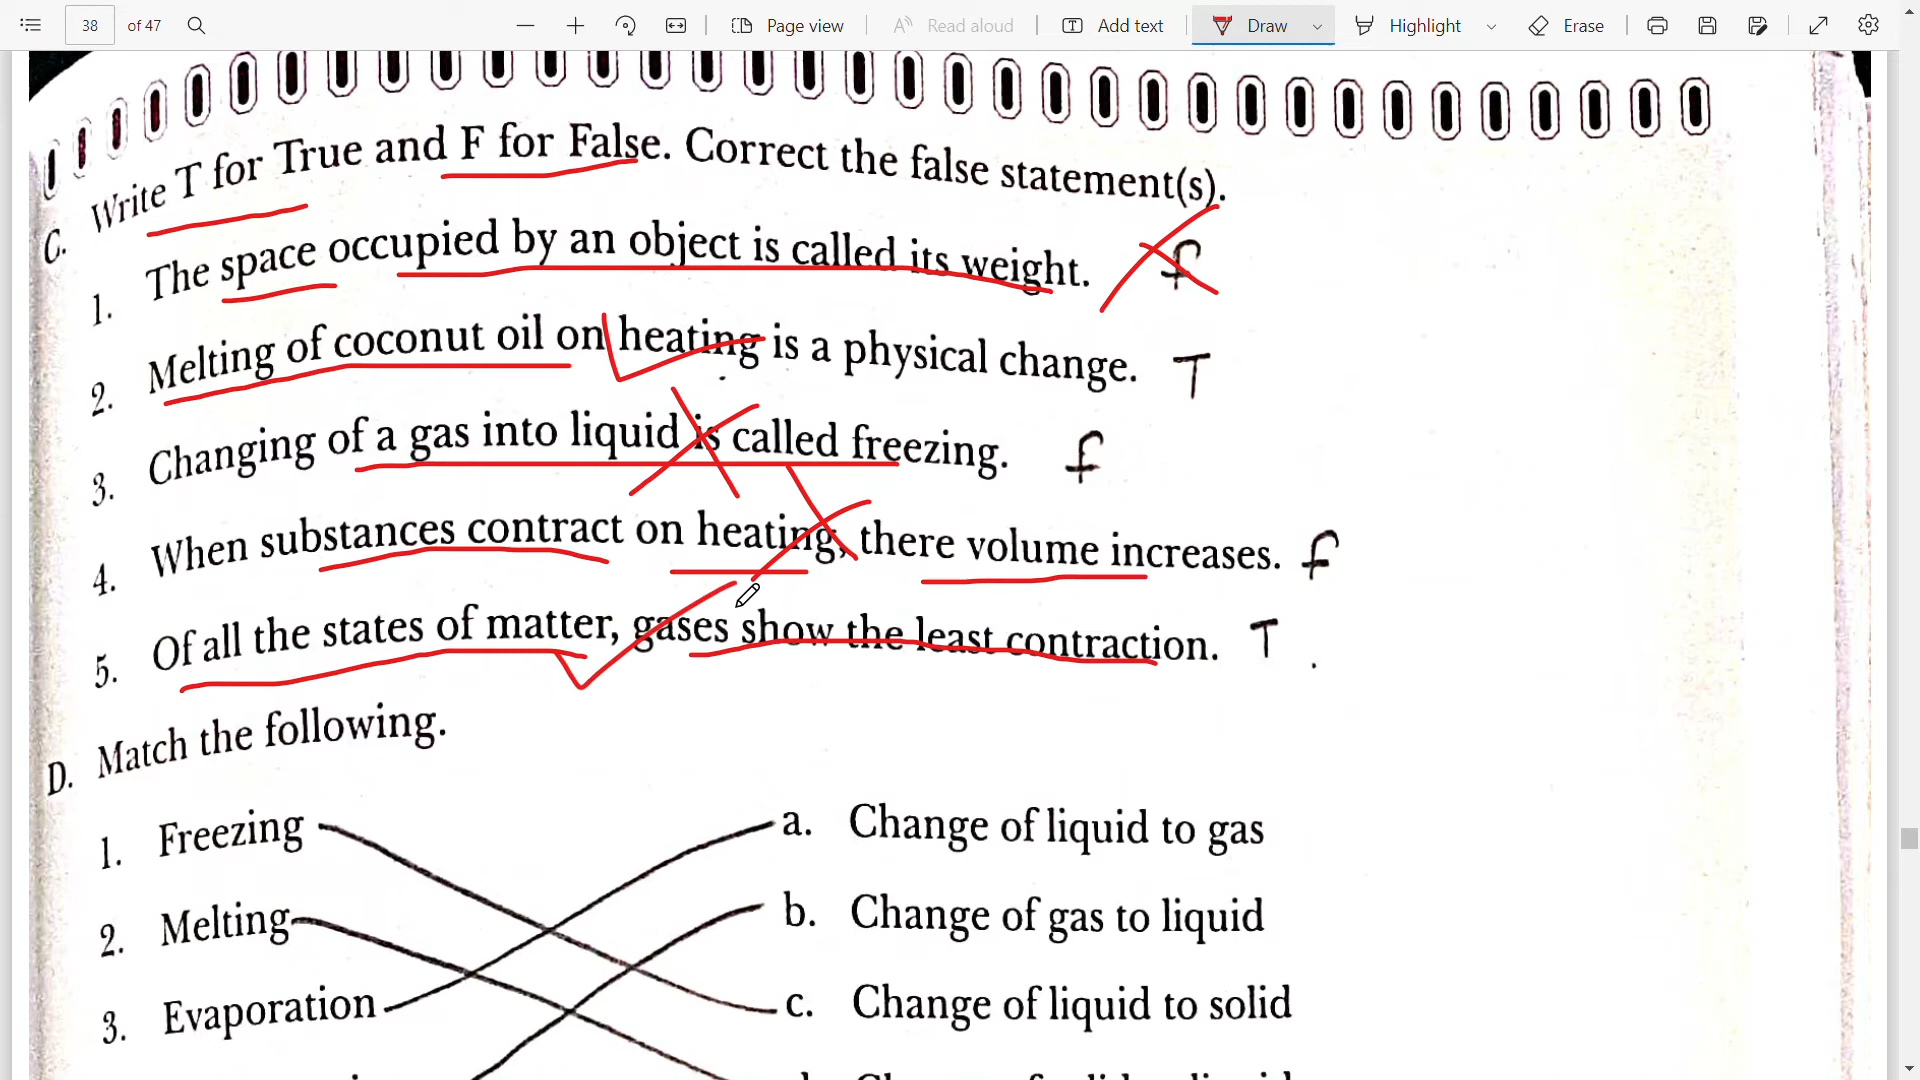 38 of 47 Page view Read aloud Add text Draw Highlight Erase
C. Write T for True and F for False. Correct the false statement(s).
1. The space occupied by an object is called its weight. f
2. Melting of coconut oil on heating is a physical change. T
3. Changing of a gas into liquid is called freezing. f
4. When substances contract on heating, there volume increases. f
5. Of all the states of matter, gases show the least contraction. T
D. Match the following.
1. Freezing a. Change of liquid to gas
2. Melting b. Change of gas to liquid
3. Evaporation c. Change of liquid to solid